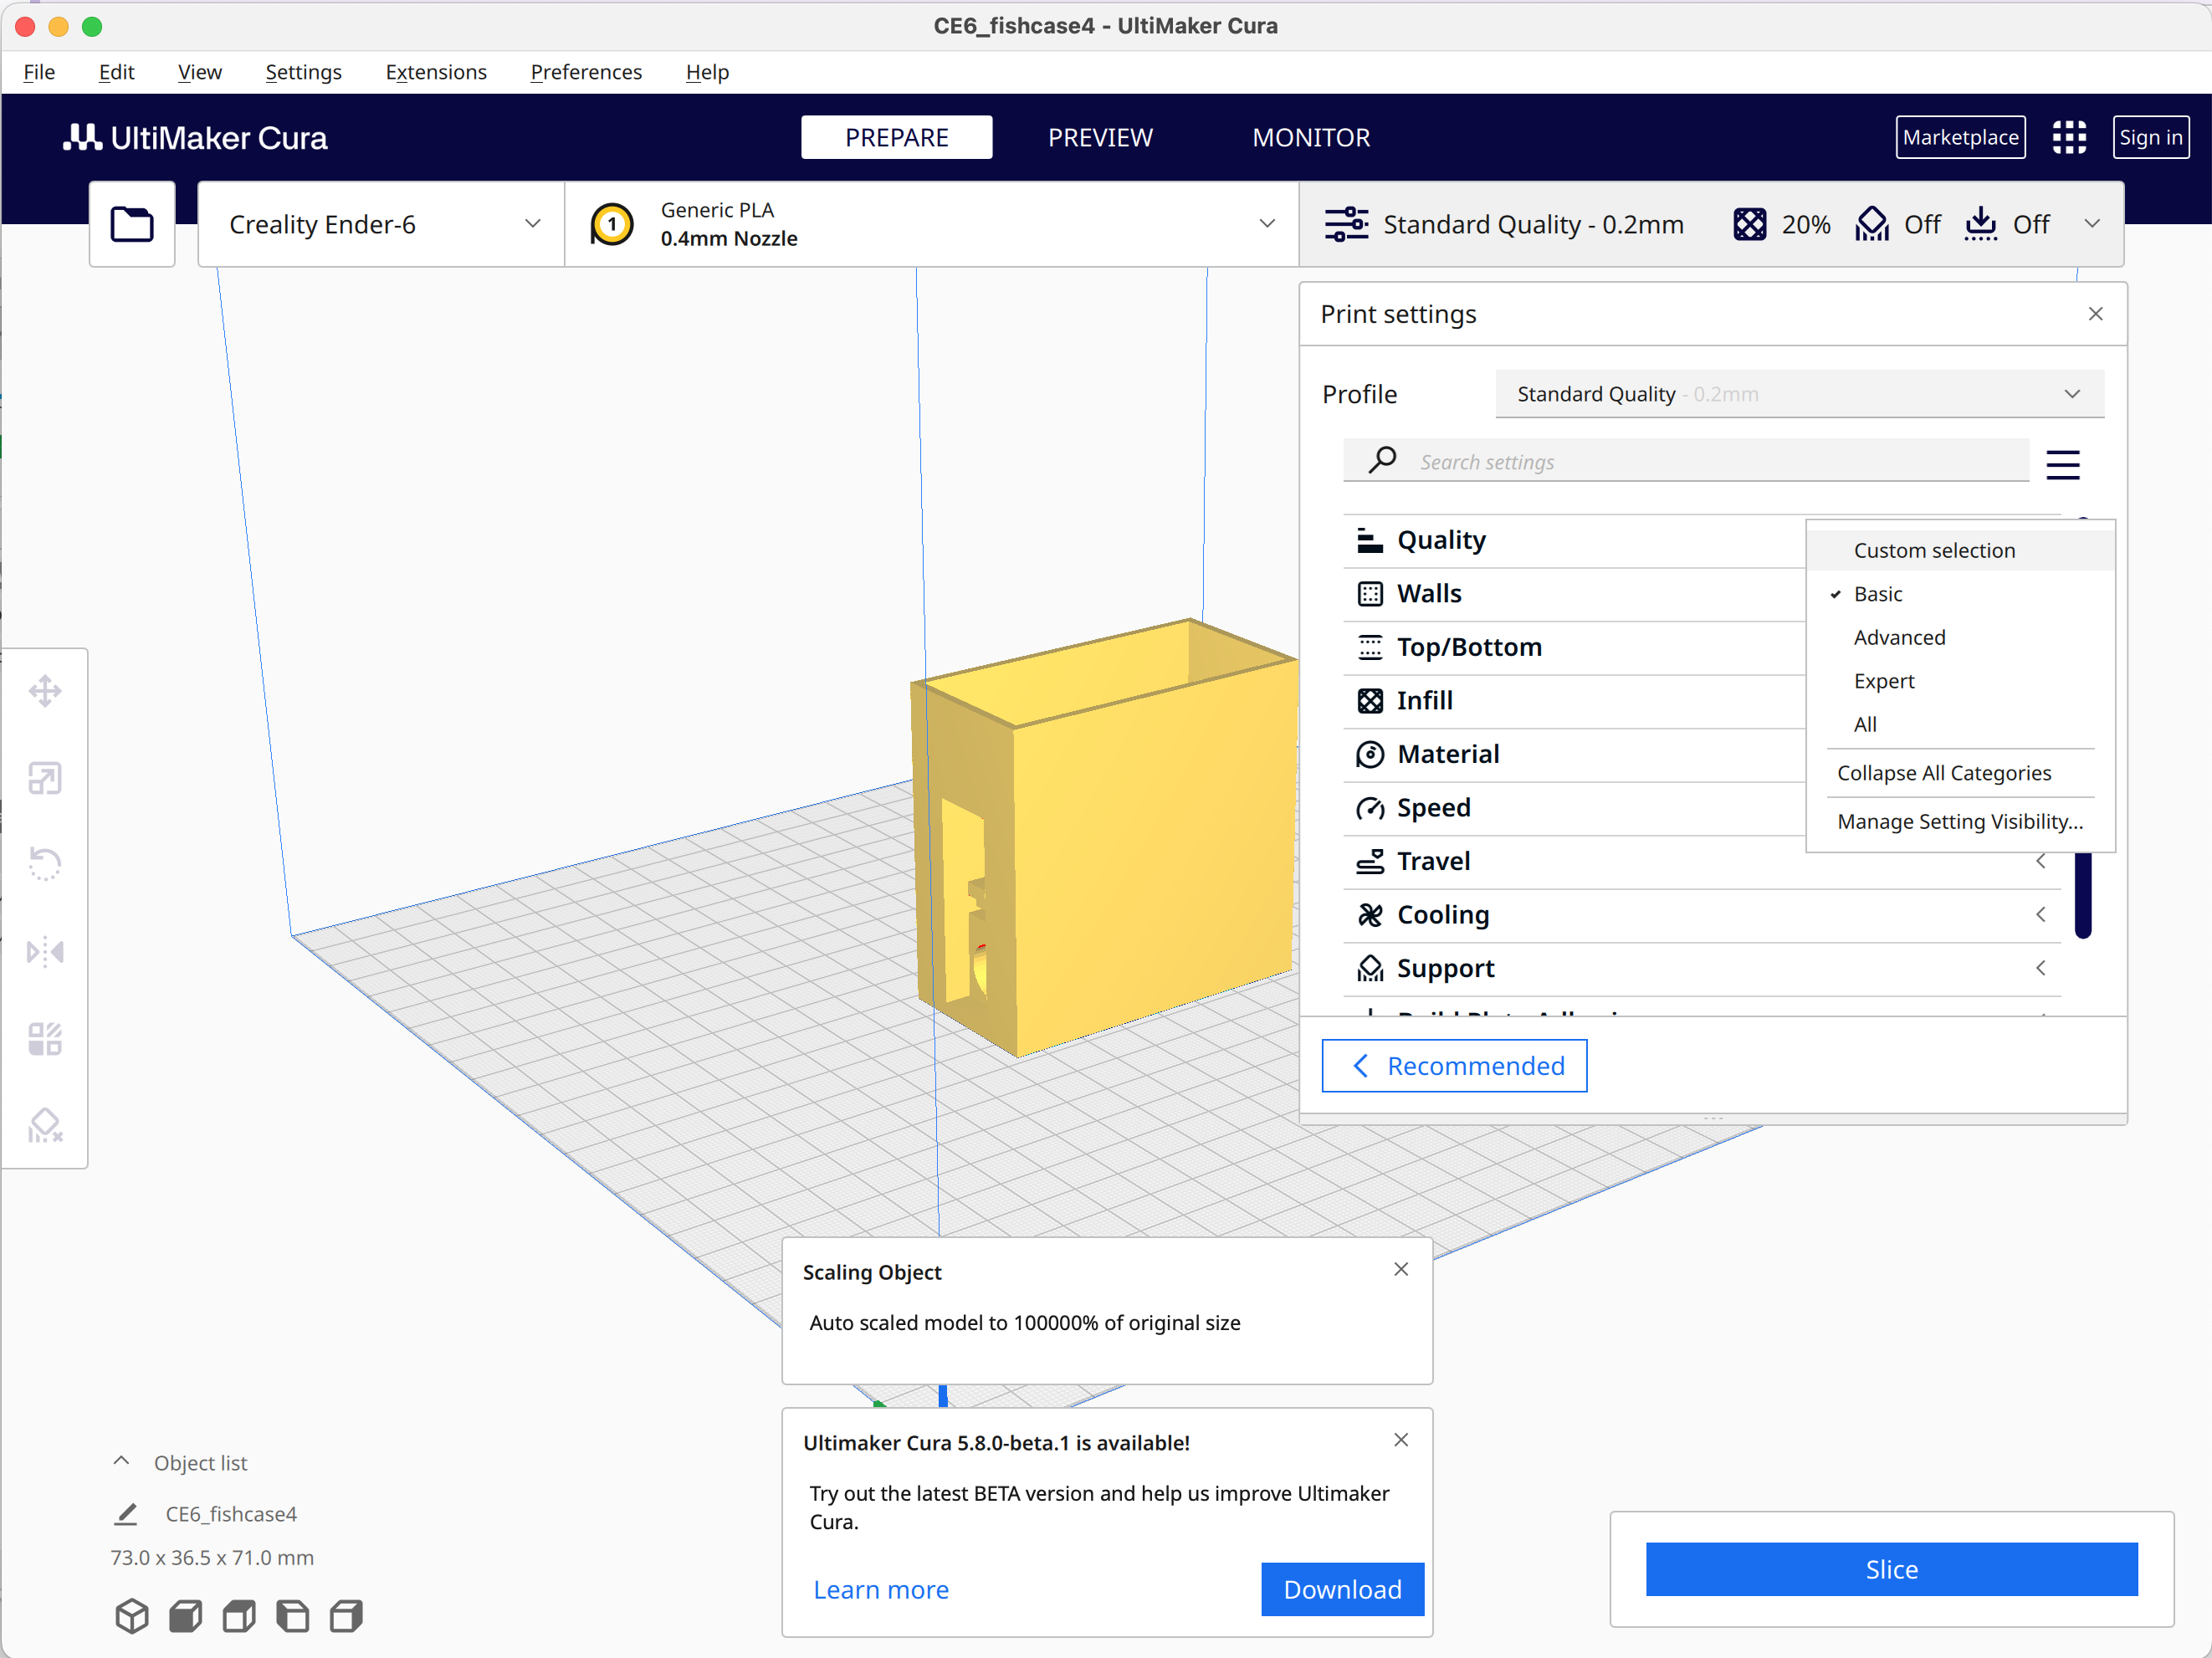 CE6_fishcase4 - UltiMaker Cura
File Edit View Settings Extensions Preferences Help
UltiMaker Cura
PREPARE PREVIEW MONITOR
Marketplace
Sign in
Creality Ender-6
1
Generic PLA
0.4mm Nozzle
Standard Quality - 0.2mm 20% Off Off
Print settings
Profile
Standard Quality - 0.2mm
Search settings
Quality
Walls
Top/Bottom
Infill
Material
Speed
Travel
Cooling
Support
Custom selection
Basic
Advanced
Expert
All
Collapse All Categories
Manage Setting Visibility...
Recommended
Scaling Object
Auto scaled model to 100000% of original size
Ultimaker Cura 5.8.0-beta.1 is available!
Try out the latest BETA version and help us improve Ultimaker
Cura.
Learn more
Download
Object list
CE6_fishcase4
73.0 x 36.5 x 71.0 mm
Slice